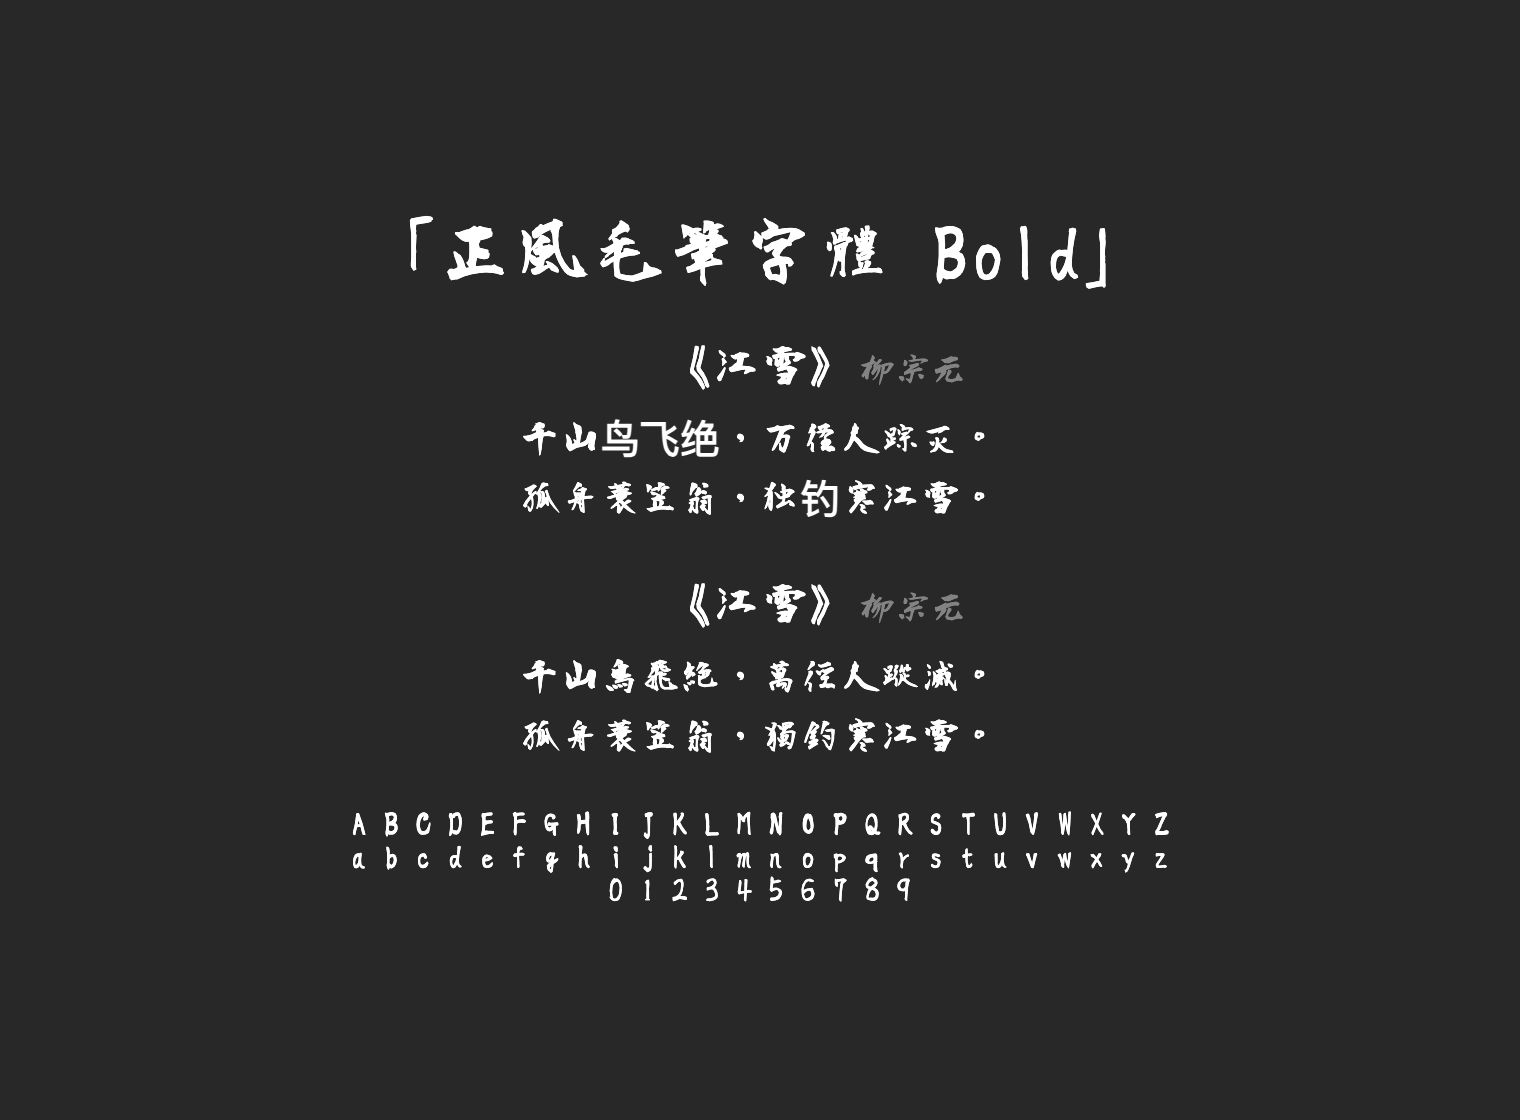 「正風毛筆字體 Bold」
《江雪》 柳宗元
千山鸟飞绝，万徑人踪灭。
孤舟蓑笠翁，独钓寒江雪。
《江雪》 柳宗元
千山鳥飛絕，萬徑人蹤滅。
孤舟蓑笠翁，獨釣寒江雪。
A B C D E F G H I J K L M N O P Q R S T U V W X Y Z
a b c d e f g h i j k l m n o p q r s t u v w x y z
0 1 2 3 4 5 6 7 8 9